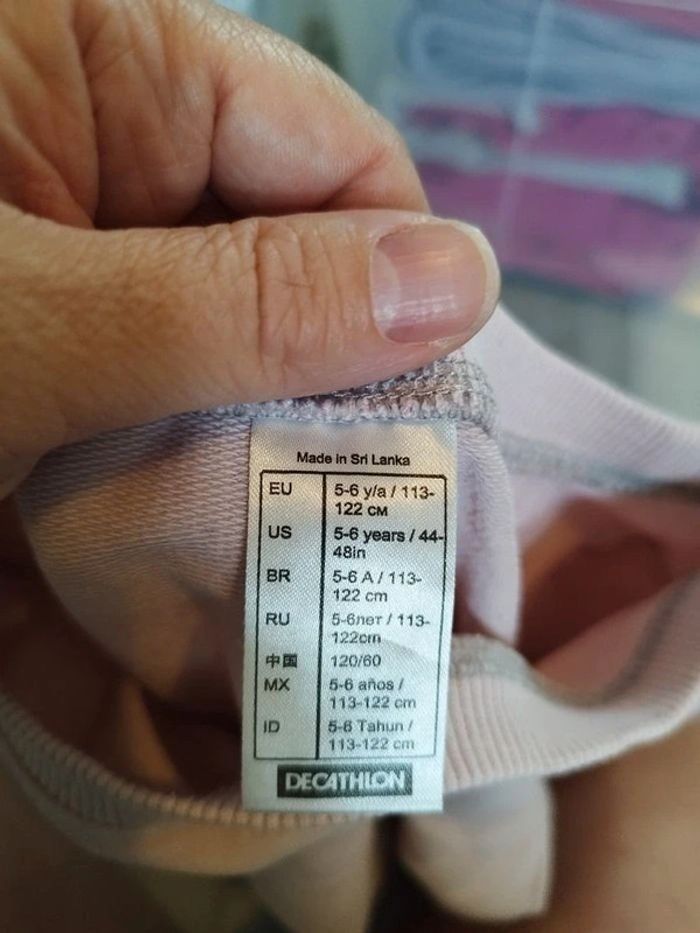 Made in Sri Lanka
EU 5-6 y/a / 113-
122 CM
US 5-6 years / 44-
48in
BR 5-6 A / 113-
122 cm
RU 5-6лет / 113-
122cm
中国 120/60
MX 5-6 años /
113-122 cm
ID 5-6 Tahun /
113-122 cm
DECATHLON